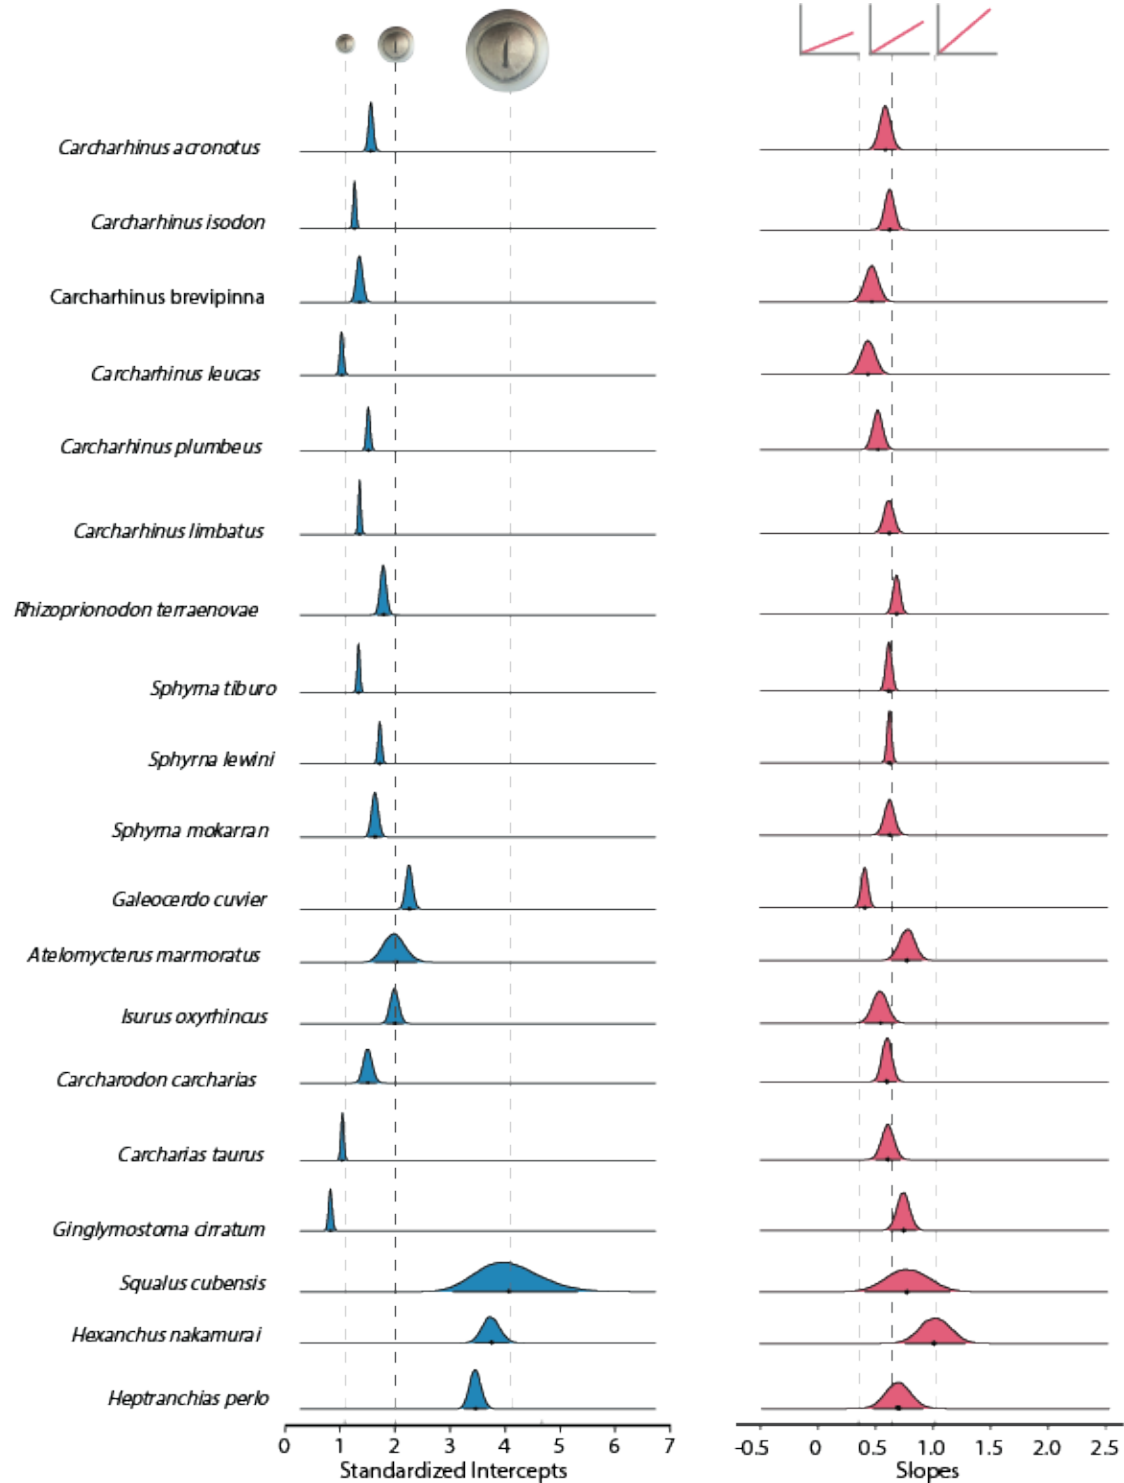 Carcharhinus acronotus
Carcharhinus isodon
Carcharhinus brevipinna
Carcharhinus leucas
Carcharhinus plumbeus
Carcharhinus limbatus
Rhizoprionodon terraenovae
Sphyrna tiburo
Sphyrna lewini
Sphyrna mokarran
Galeocerdo cuvier
Atelomycterus marmoratus
Isurus oxyrhincus
Carcharodon carcharias
Carcharias taurus
Ginglymostoma cirratum
Squalus cubensis
Hexanchus nakamurai
Heptranchias perlo
0 1 2 3 4 5 6 7
Standardized Intercepts
-0.5 0 0.5 1.0 1.5 2.0 2.5
Slopes